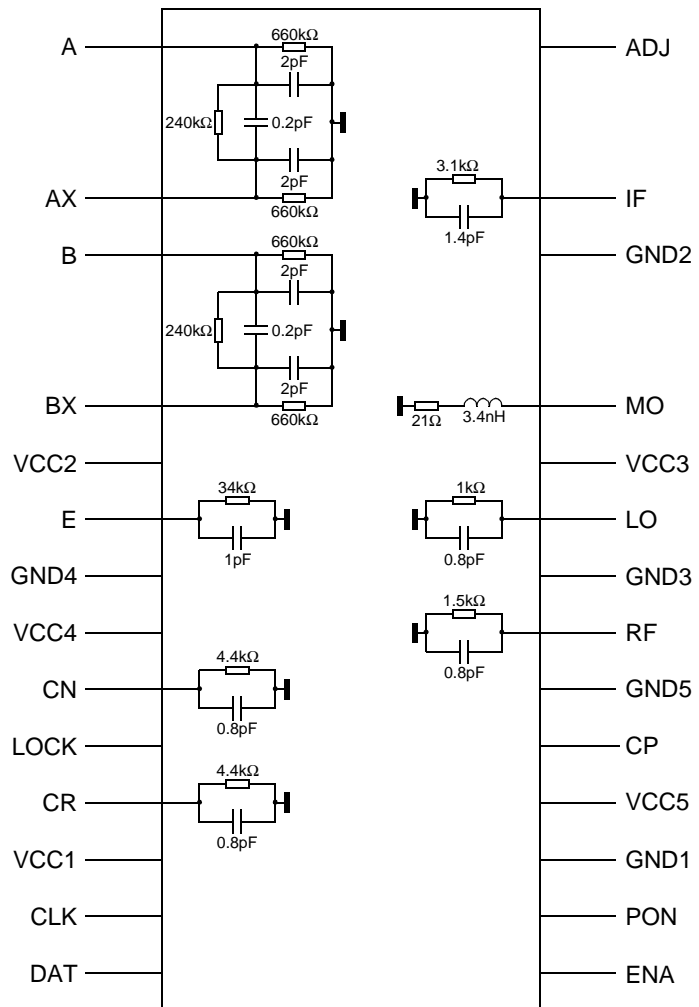 660kΩ
A
ADJ
2pF
240kΩ
0.2pF
3.1kΩ
2pF
AX
IF
660kΩ
1.4pF
660kΩ
B
GND2
2pF
240kΩ
0.2pF
2pF
BX
MO
660kΩ
21Ω
3.4nH
VCC2
VCC3
34kΩ
1kΩ
E
LO
1pF
0.8pF
GND4
GND3
1.5kΩ
VCC4
RF
4.4kΩ
0.8pF
CN
GND5
0.8pF
LOCK
CP
4.4kΩ
CR
VCC5
0.8pF
VCC1
GND1
CLK
PON
DAT
ENA